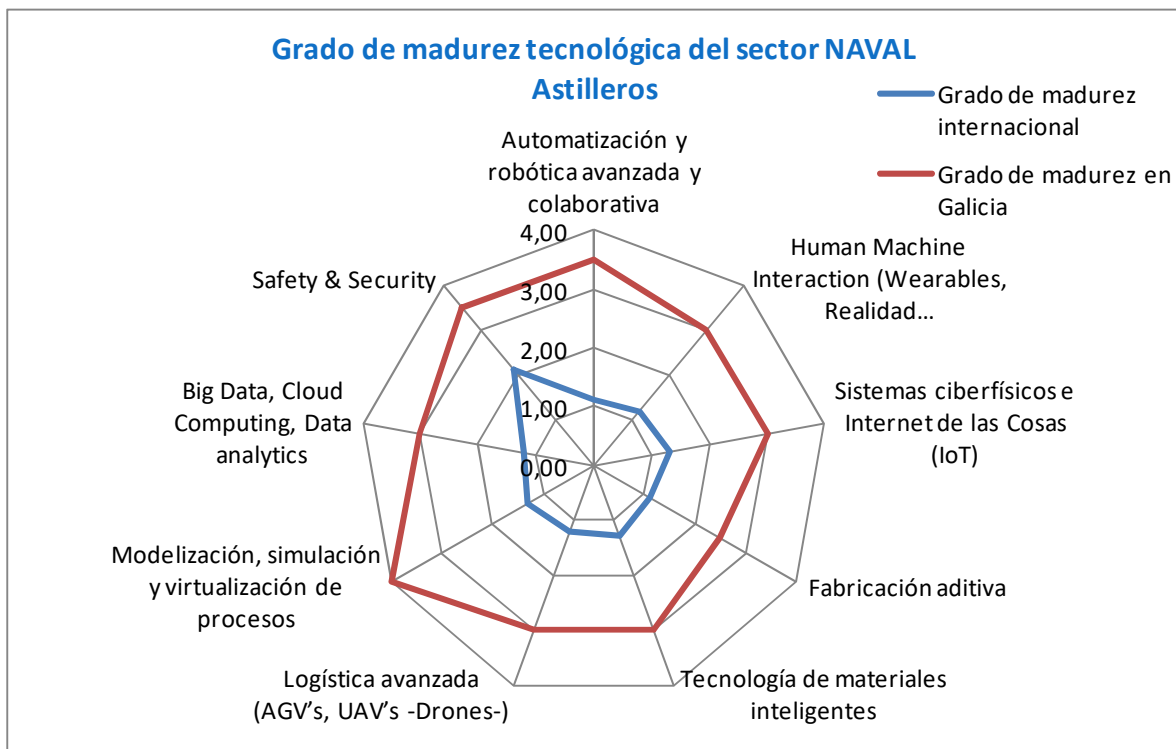 Grado de madurez tecnológica del sector NAVAL
Astilleros
Grado de madurez
internacional
Grado de madurez en
Galicia
Automatización y
robótica avanzada y
colaborativa
Human Machine
Interaction (Wearables,
Realidad...
Sistemas ciberfísicos e
Internet de las Cosas
(IoT)
Fabricación aditiva
Tecnología de materiales
inteligentes
Logística avanzada
(AGV's, UAV's -Drones-)
Modelización, simulación
y virtualización de
procesos
Big Data, Cloud
Computing, Data
analytics
Safety & Security
4,00
3,00
2,00
1,00
0,00